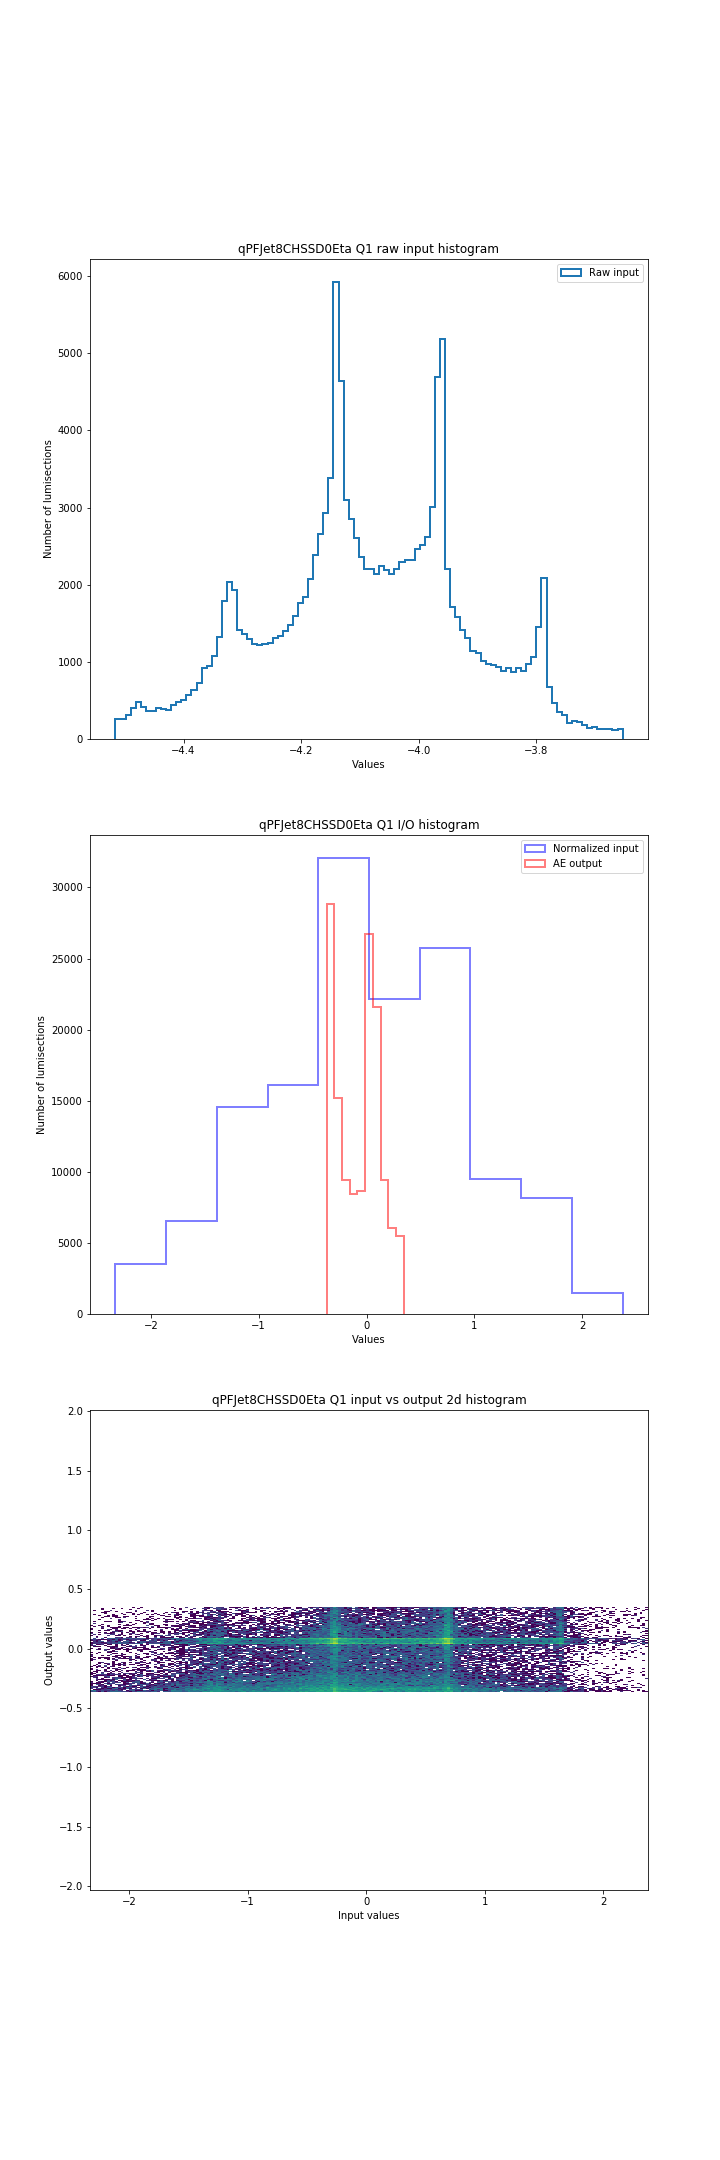 qPFJet8CHSSD0Eta Q1 raw input histogram
Raw input
6000
5000
4000
3000
2000
1000
0
Number of lumisections
−4.4 −4.2 −4.0 −3.8
Values
qPFJet8CHSSD0Eta Q1 I/O histogram
Normalized input
AE output
30000
25000
20000
15000
10000
5000
0
Number of lumisections
−2 −1 0 1 2
Values
qPFJet8CHSSD0Eta Q1 input vs output 2d histogram
2.0
1.5
1.0
0.5
0.0
−0.5
−1.0
−1.5
−2.0
Output values
−2 −1 0 1 2
Input values